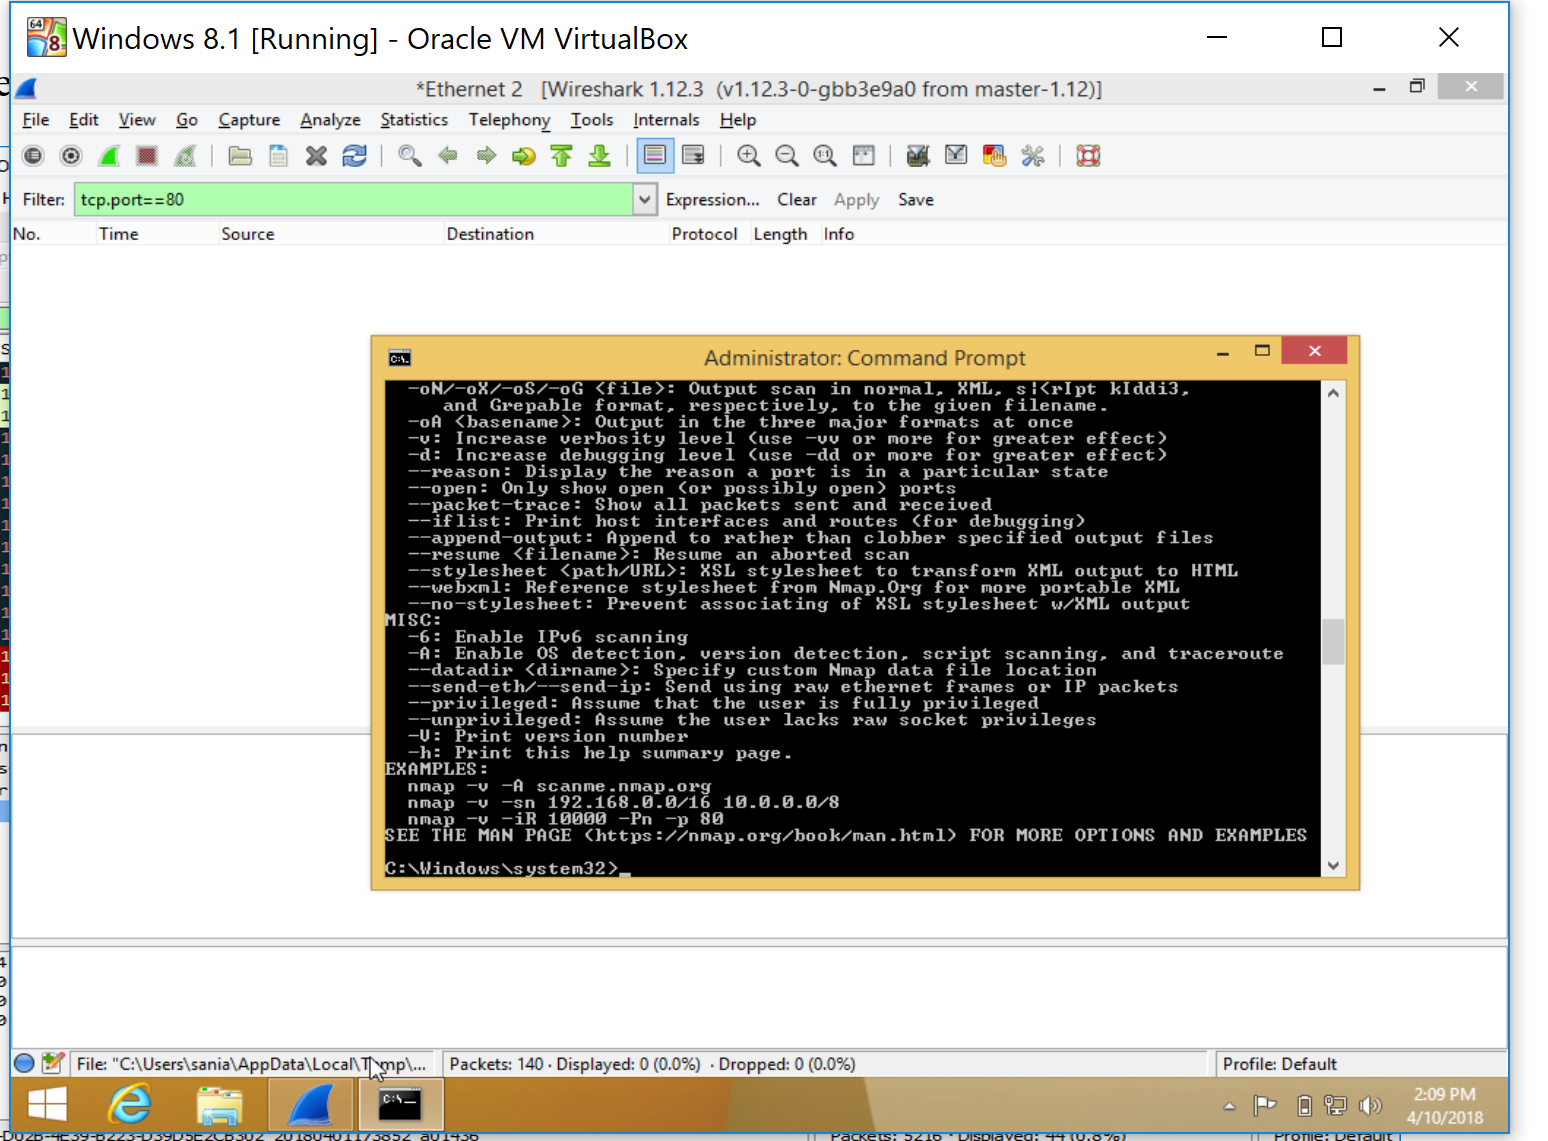 Windows 8.1 [Running] - Oracle VM VirtualBox
*Ethernet 2 [Wireshark 1.12.3 (v1.12.3-0-gbb3e9a0 from master-1.12)]
File Edit View Go Capture Analyze Statistics Telephony Tools Internals Help
Filter: tcp.port==80 Expression... Clear Apply Save
No. Time Source Destination Protocol Length Info
Administrator: Command Prompt
-oN/-oX/-oS/-oG <file>: Output scan in normal, XML, s|<rIpt kIddi3,
and Grepable format, respectively, to the given filename.
-oA <basename>: Output in the three major formats at once
-v: Increase verbosity level (use -vv or more for greater effect)
-d: Increase debugging level (use -dd or more for greater effect)
--reason: Display the reason a port is in a particular state
--open: Only show open (or possibly open) ports
--packet-trace: Show all packets sent and received
--iflist: Print host interfaces and routes (for debugging)
--append-output: Append to rather than clobber specified output files
--resume <filename>: Resume an aborted scan
--stylesheet <path/URL>: XSL stylesheet to transform XML output to HTML
--webxml: Reference stylesheet from Nmap.Org for more portable XML
--no-stylesheet: Prevent associating of XSL stylesheet w/XML output
MISC:
-6: Enable IPv6 scanning
-A: Enable OS detection, version detection, script scanning, and traceroute
--datadir <dirname>: Specify custom Nmap data file location
--send-eth/--send-ip: Send using raw ethernet frames or IP packets
--privileged: Assume that the user is fully privileged
--unprivileged: Assume the user lacks raw socket privileges
-V: Print version number
-h: Print this help summary page.
EXAMPLES:
nmap -v -A scanme.nmap.org
nmap -v -sn 192.168.0.0/16 10.0.0.0/8
nmap -v -iR 10000 -Pn -p 80
SEE THE MAN PAGE (https://nmap.org/book/man.html) FOR MORE OPTIONS AND EXAMPLES
C:\Windows\system32>_
File: "C:\Users\sania\AppData\Local\Temp\... Packets: 140 · Displayed: 0 (0.0%) · Dropped: 0 (0.0%) Profile: Default
2:09 PM
4/10/2018
Packets: 5216 · Displayed: 44 (0.8%) Profile: Default